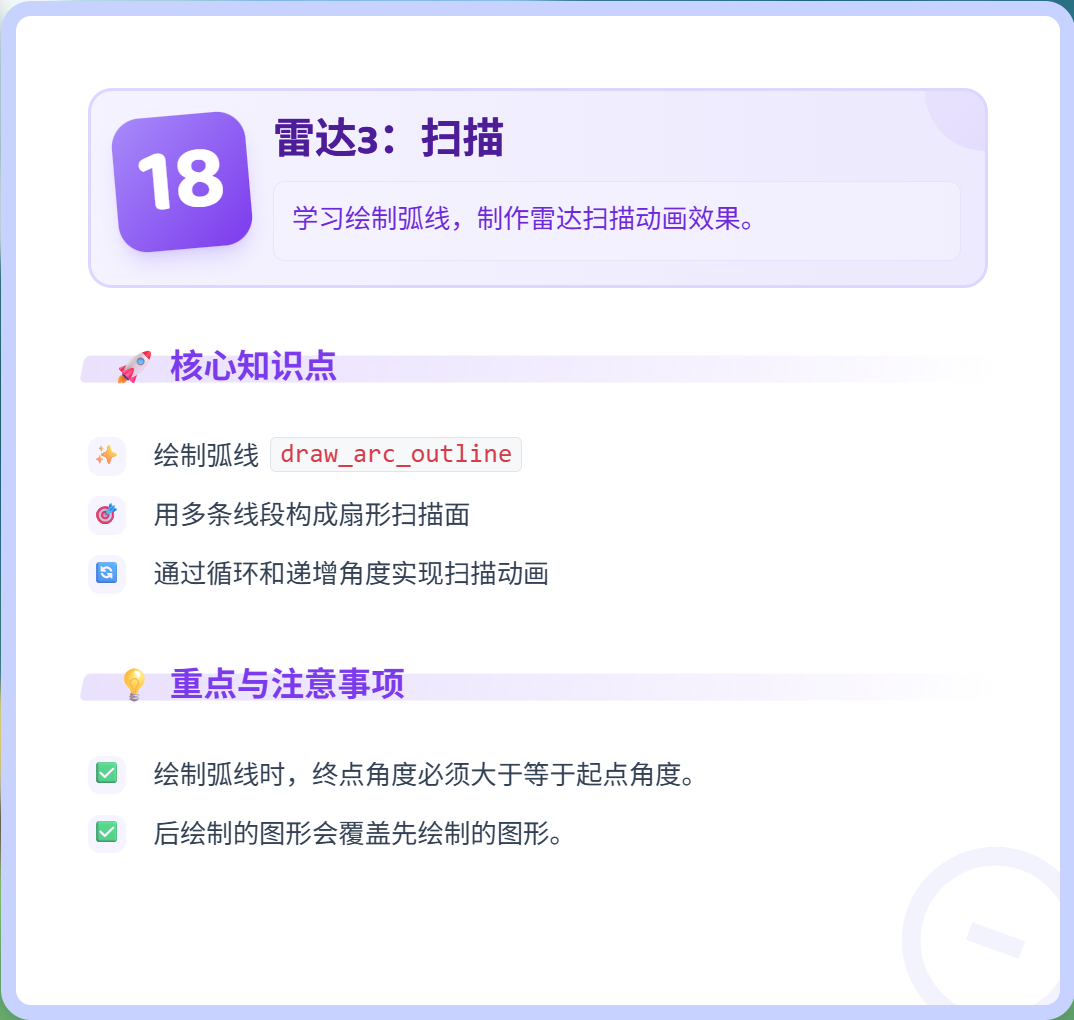 18
雷达3：扫描
学习绘制弧线，制作雷达扫描动画效果。
🚀 核心知识点
✨ 绘制弧线 draw_arc_outline
🎯 用多条线段构成扇形扫描面
🔄 通过循环和递增角度实现扫描动画
💡 重点与注意事项
✅ 绘制弧线时，终点角度必须大于等于起点角度。
✅ 后绘制的图形会覆盖先绘制的图形。